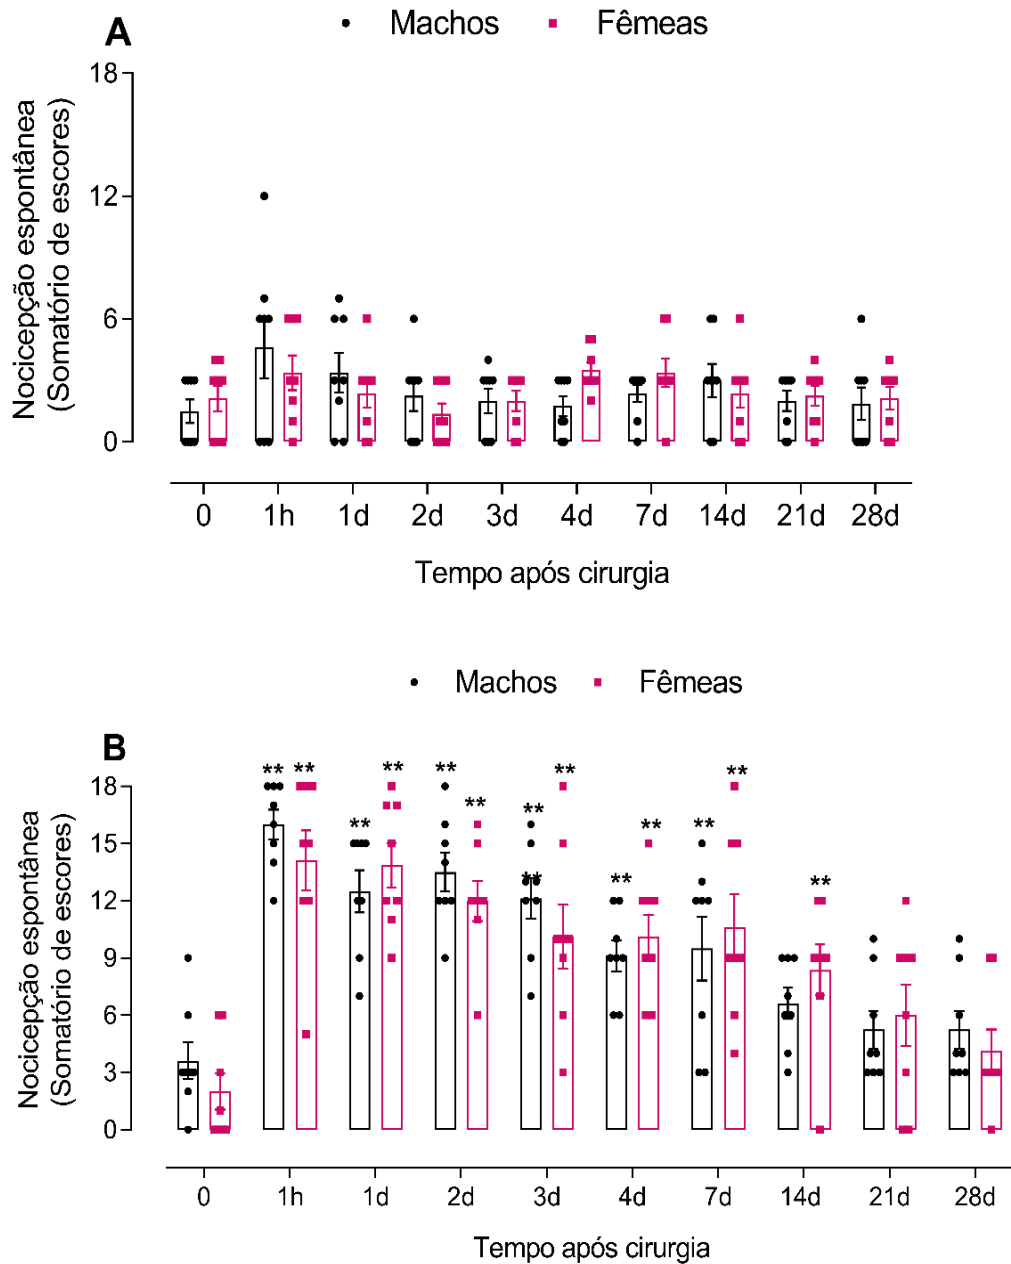 A
Machos Fêmeas
Nocicepção espontânea
(Somatório de escores)
18
12
6
0
0 1h 1d 2d 3d 4d 7d 14d 21d 28d
Tempo após cirurgia
Machos Fêmeas
B
Nocicepção espontânea
(Somatório de escores)
** ** ** ** ** ** ** ** ** ** ** ** ** **
18
15
12
9
6
3
0
0 1h 1d 2d 3d 4d 7d 14d 21d 28d
Tempo após cirurgia